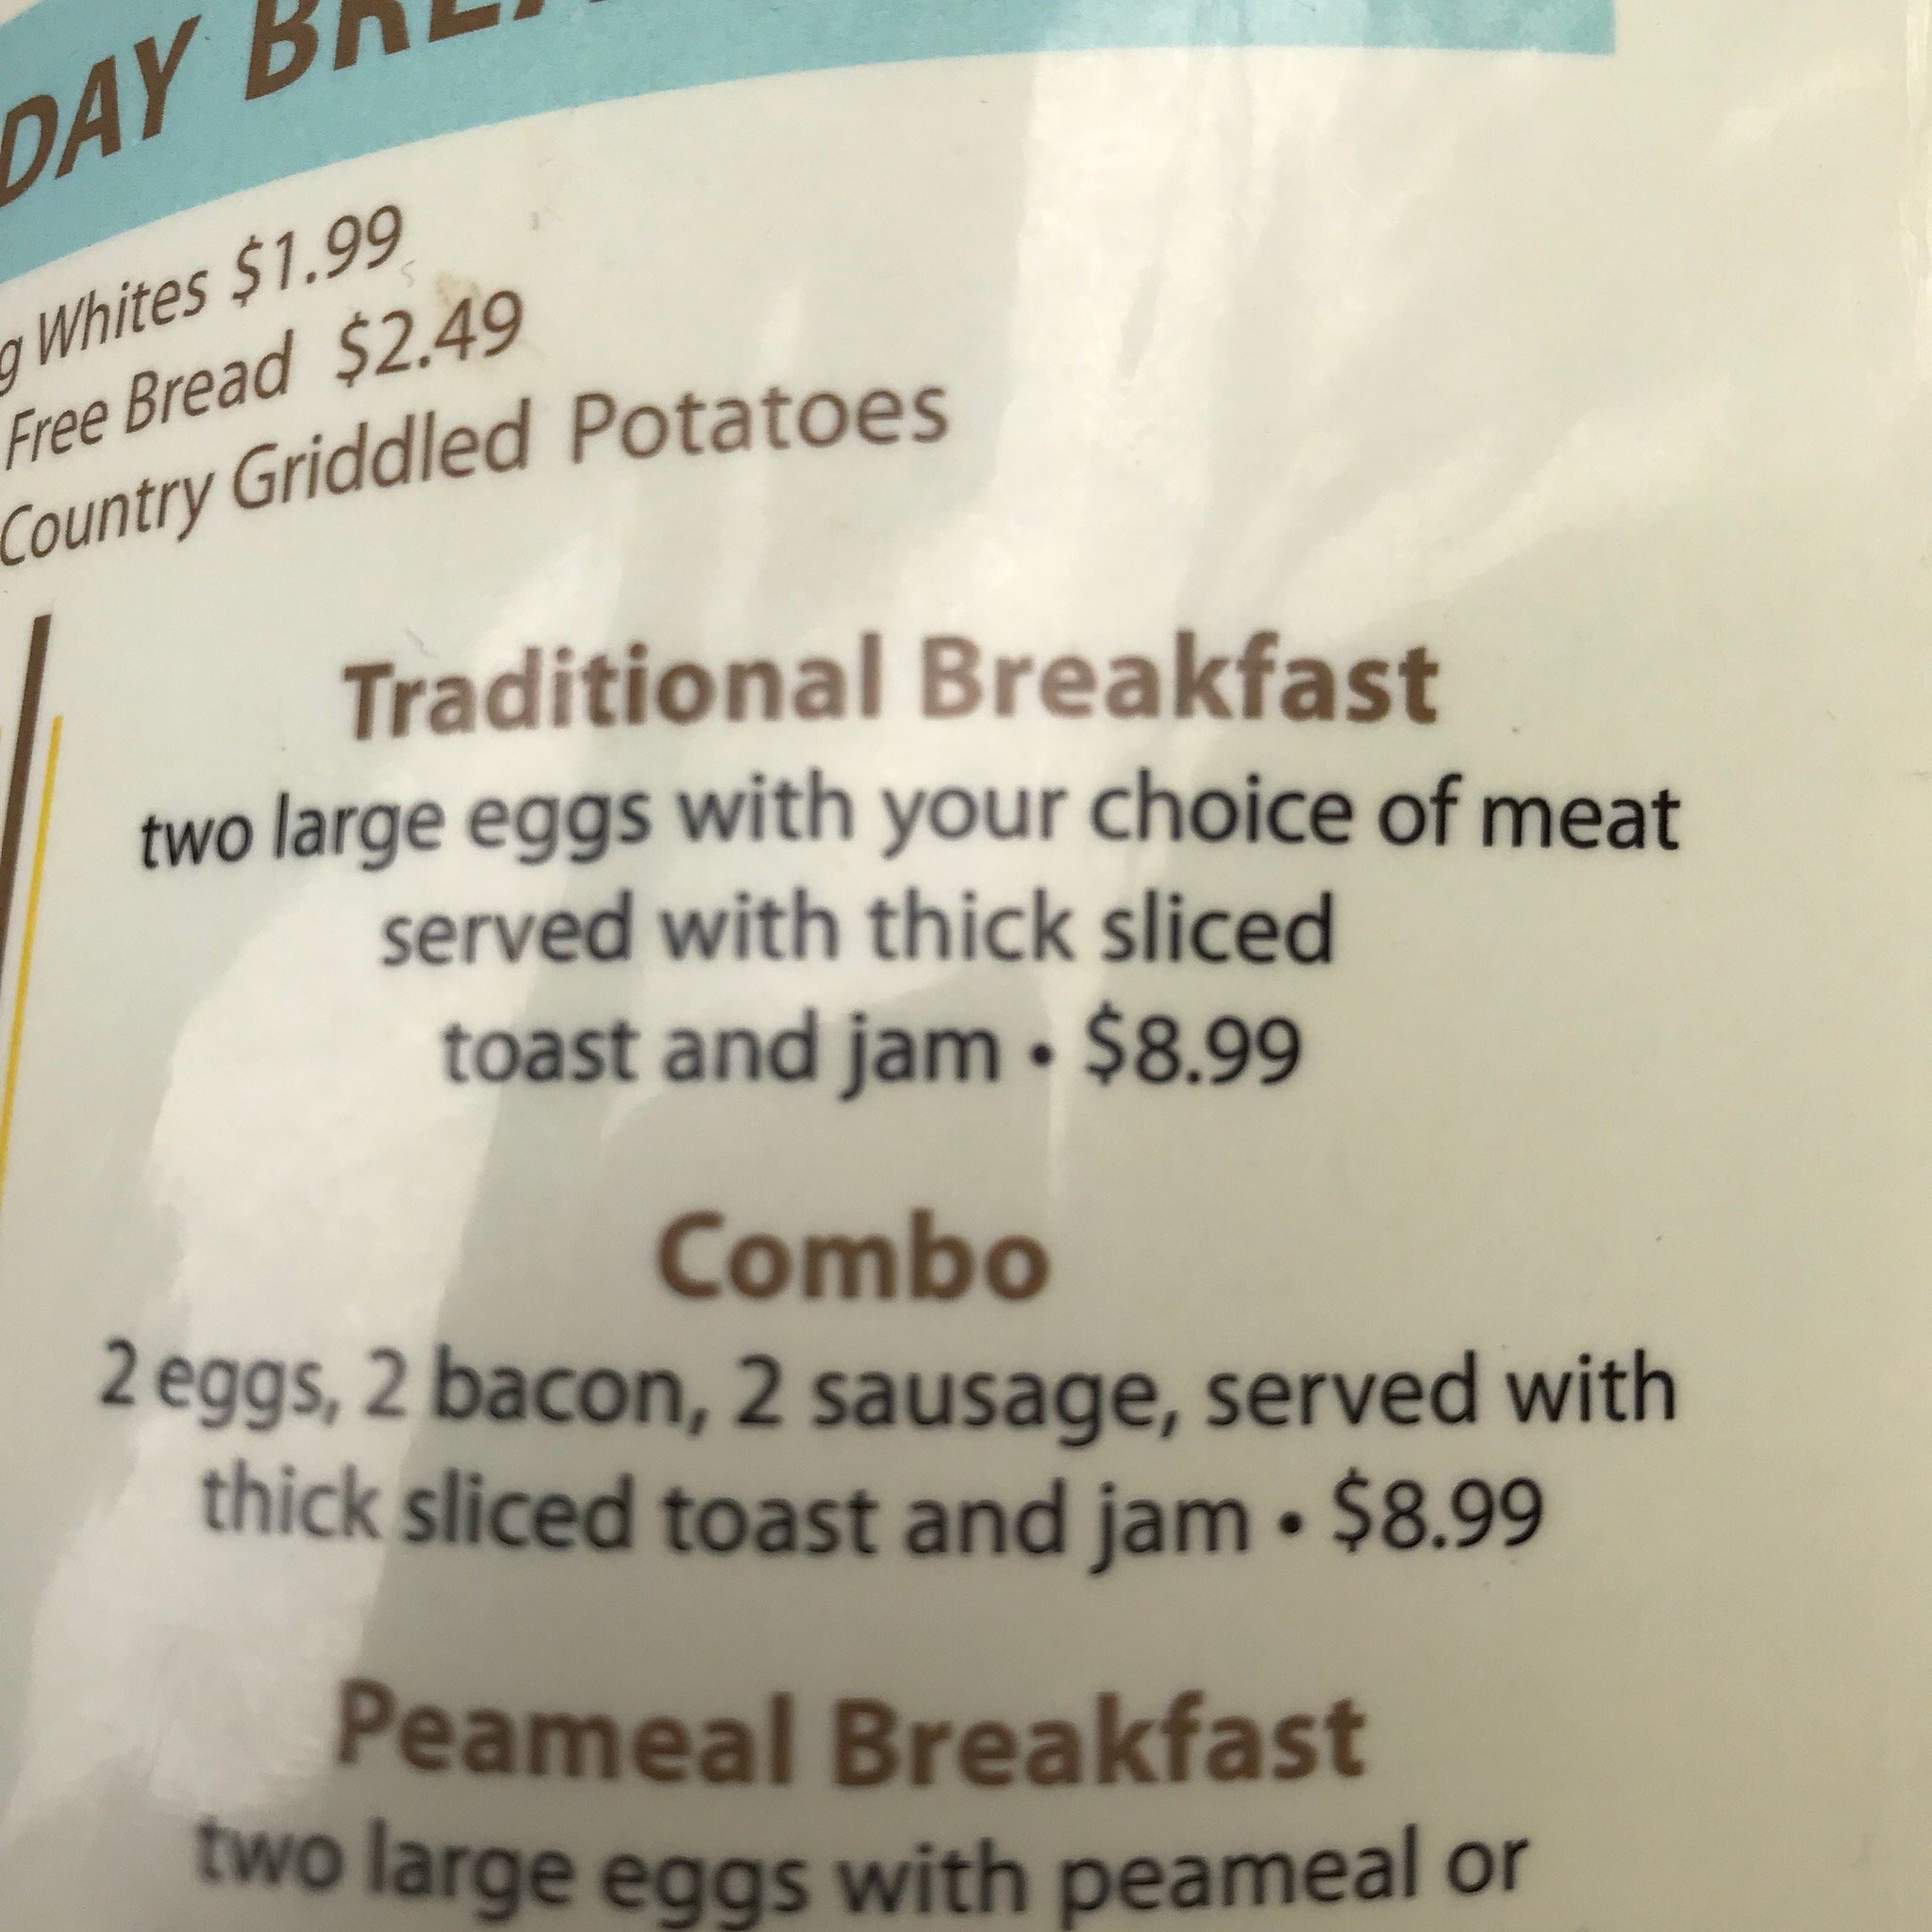 DAY
Whites $1.99
Free Bread $2.49
Country Griddled Potatoes
Traditional Breakfast
two large eggs with your choice of meat
served with thick sliced
toast and jam • $8.99
Combo
2 eggs, 2 bacon, 2 sausage, served with
thick sliced toast and jam • $8.99
Peameal Breakfast
two large eggs with peameal or